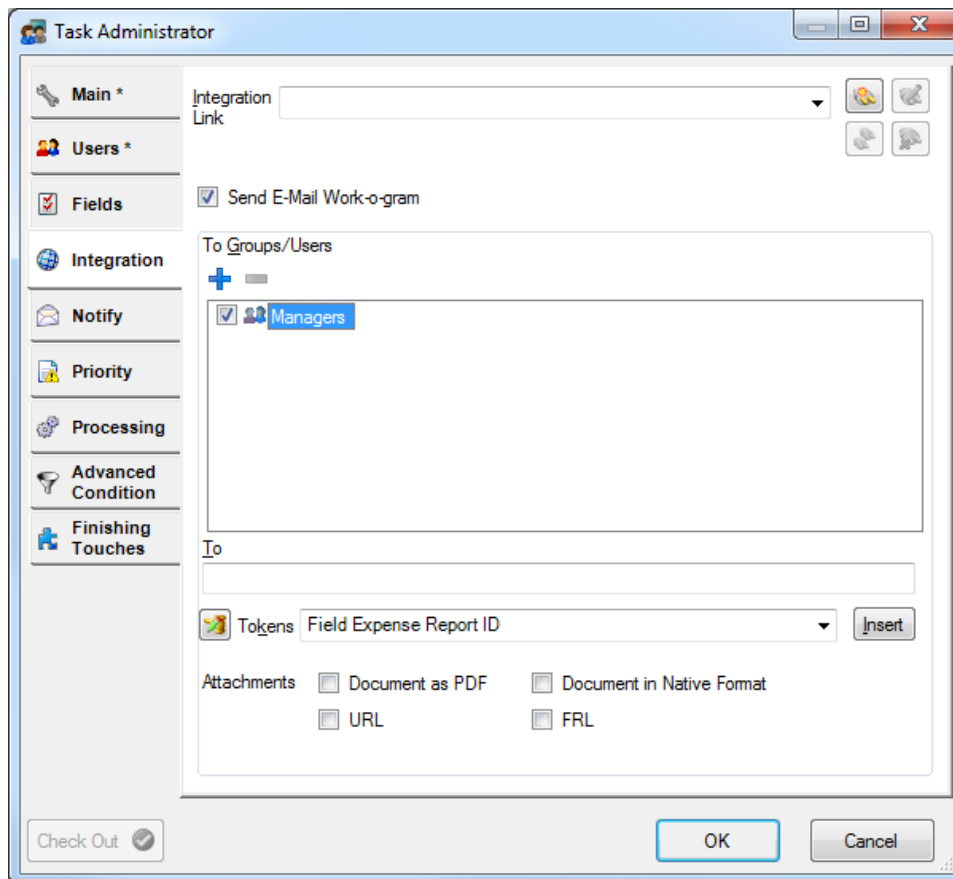 Task Administrator
Main *
Users *
Fields
Integration
Notify
Priority
Processing
Advanced
Condition
Finishing
Touches
Integration
Link
Send E-Mail Work-o-gram
To Groups/Users
Managers
To
Tokens Field Expense Report ID Insert
Attachments Document as PDF Document in Native Format
URL FRL
Check Out OK Cancel